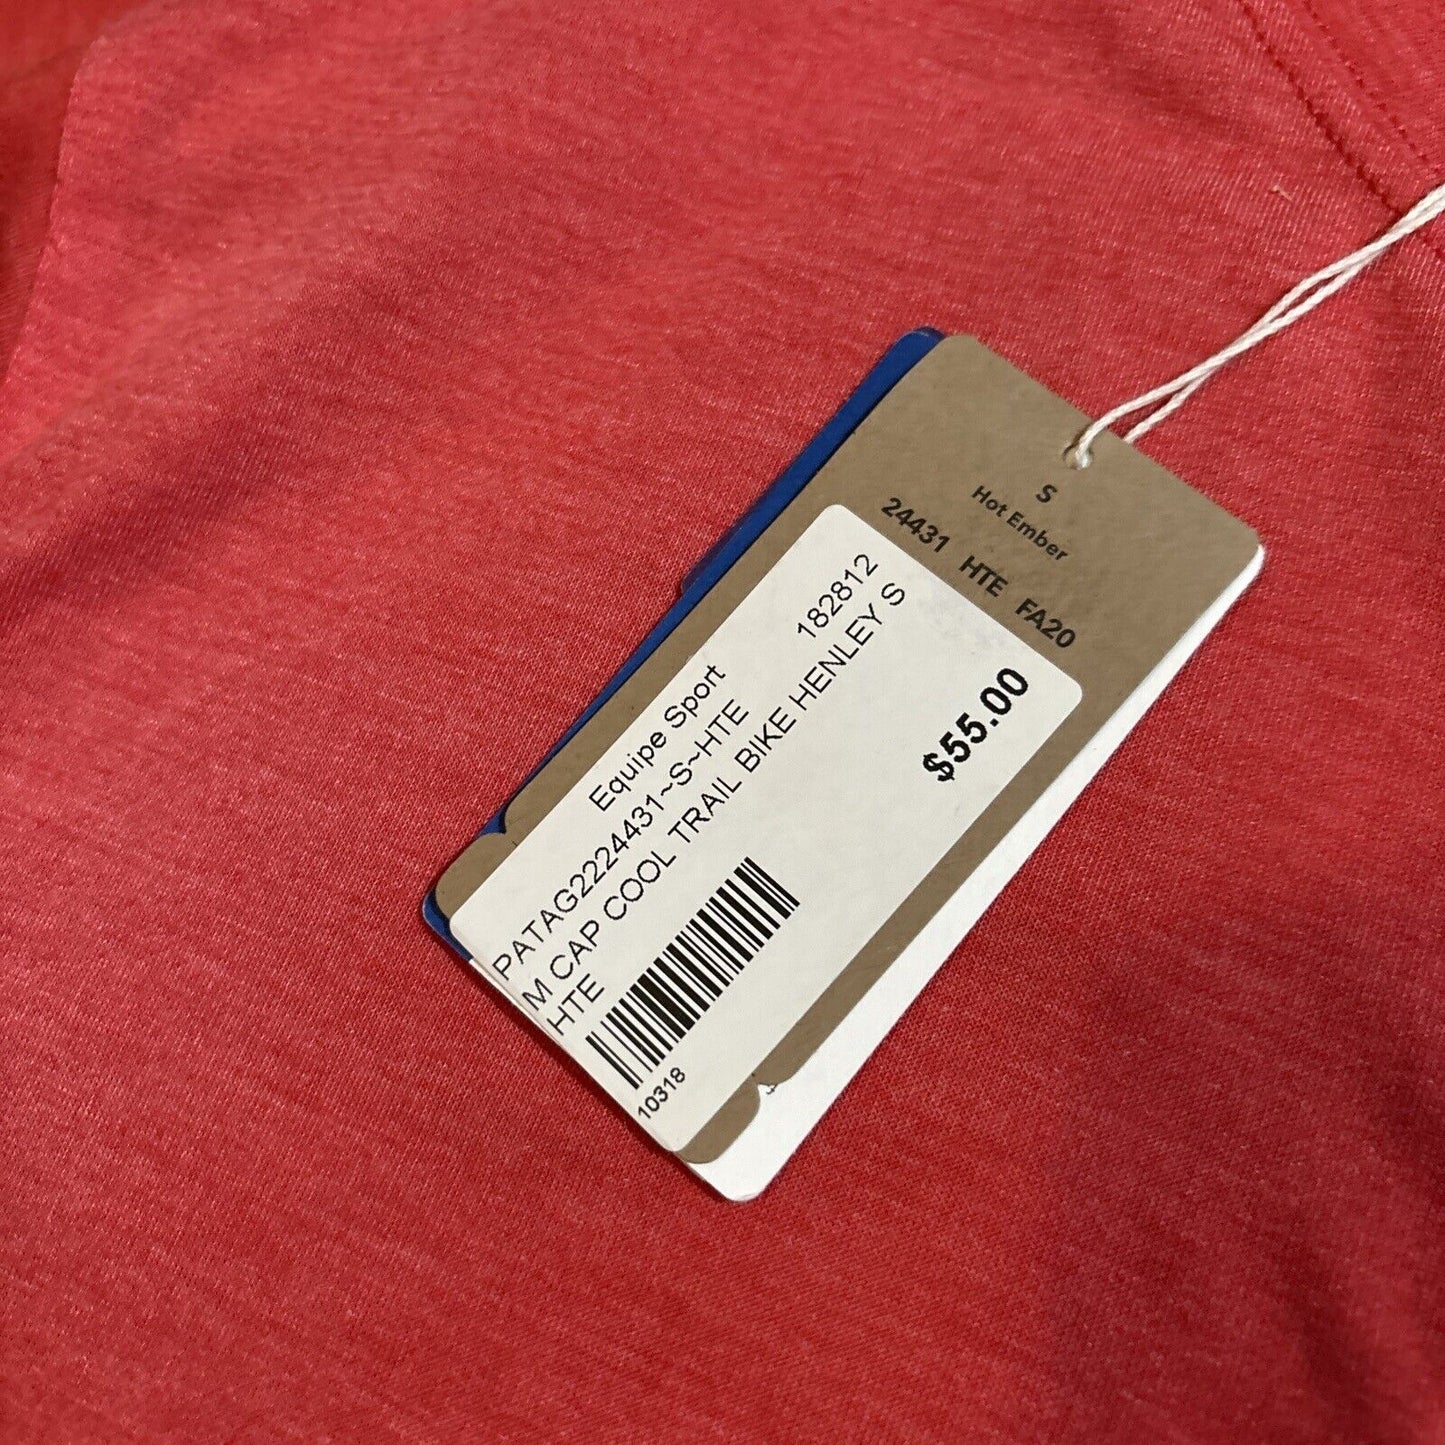 S
Hot Ember
24431 HTE FA20
Equipe Sport 182812
PATAG2224431~S~HTE
M CAP COOL TRAIL BIKE HENLEY S
HTE
$55.00
10318